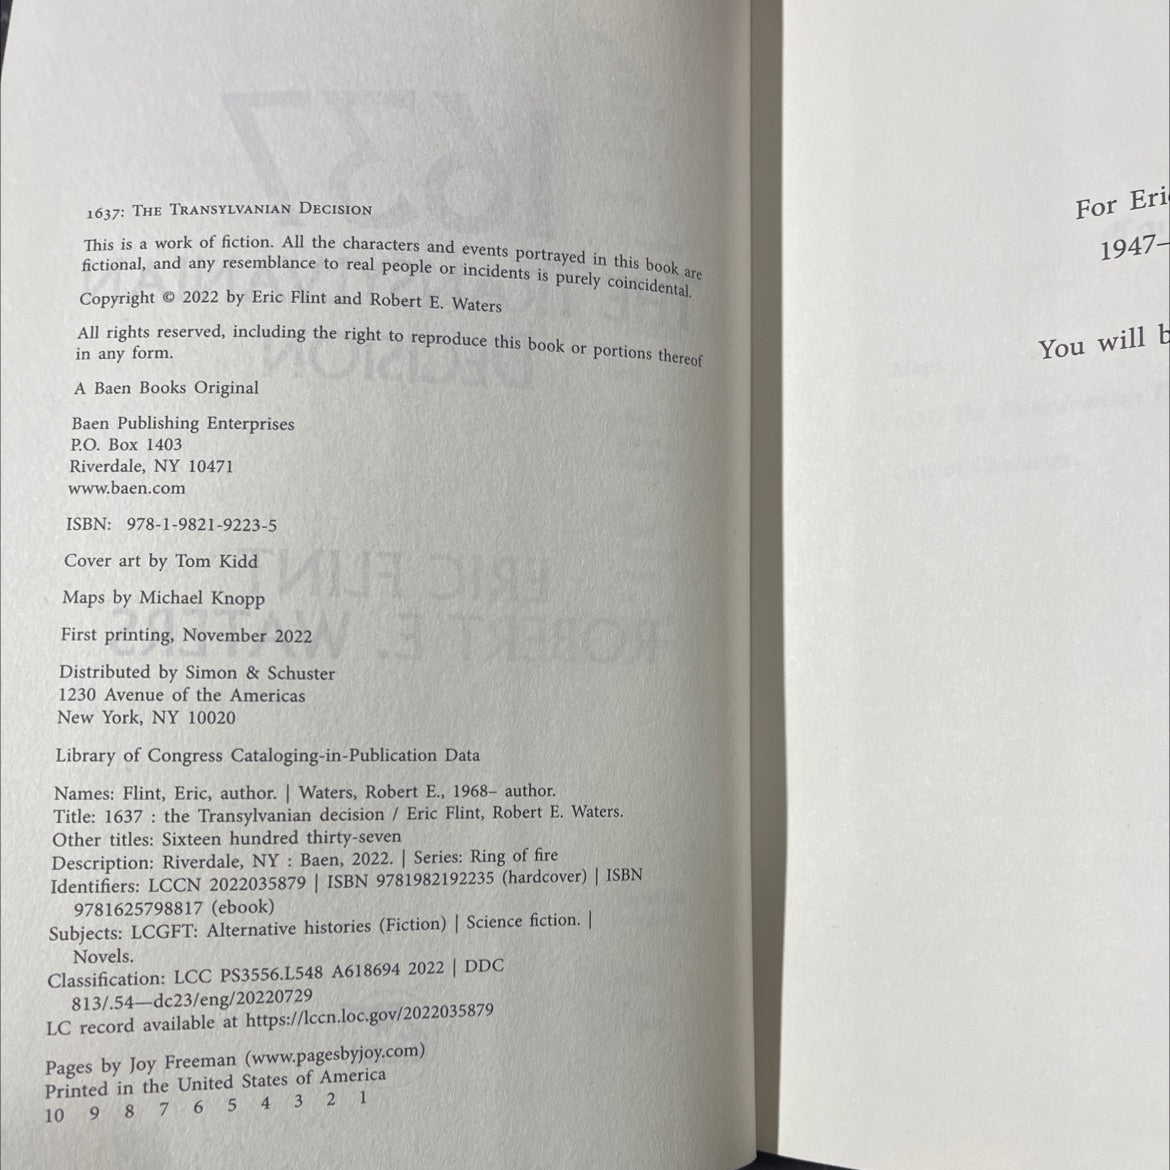 1637: The Transylvanian Decision
This is a work of fiction. All the characters and events portrayed in this book are
fictional, and any resemblance to real people or incidents is purely coincidental.
Copyright © 2022 by Eric Flint and Robert E. Waters
All rights reserved, including the right to reproduce this book or portions thereof
in any form.
A Baen Books Original
Baen Publishing Enterprises
P.O. Box 1403
Riverdale, NY 10471
www.baen.com
ISBN: 978-1-9821-9223-5
Cover art by Tom Kidd
Maps by Michael Knopp
First printing, November 2022
Distributed by Simon & Schuster
1230 Avenue of the Americas
New York, NY 10020
Library of Congress Cataloging-in-Publication Data
Names: Flint, Eric, author. | Waters, Robert E., 1968– author.
Title: 1637 : the Transylvanian decision / Eric Flint, Robert E. Waters.
Other titles: Sixteen hundred thirty-seven
Description: Riverdale, NY : Baen, 2022. | Series: Ring of fire
Identifiers: LCCN 2022035879 | ISBN 9781982192235 (hardcover) | ISBN
9781625798817 (ebook)
Subjects: LCGFT: Alternative histories (Fiction) | Science fiction. |
Novels.
Classification: LCC PS3556.L548 A618694 2022 | DDC
813/.54—dc23/eng/20220729
LC record available at https://lccn.loc.gov/2022035879
Pages by Joy Freeman (www.pagesbyjoy.com)
Printed in the United States of America
10 9 8 7 6 5 4 3 2 1
For Eri
1947–
You will b